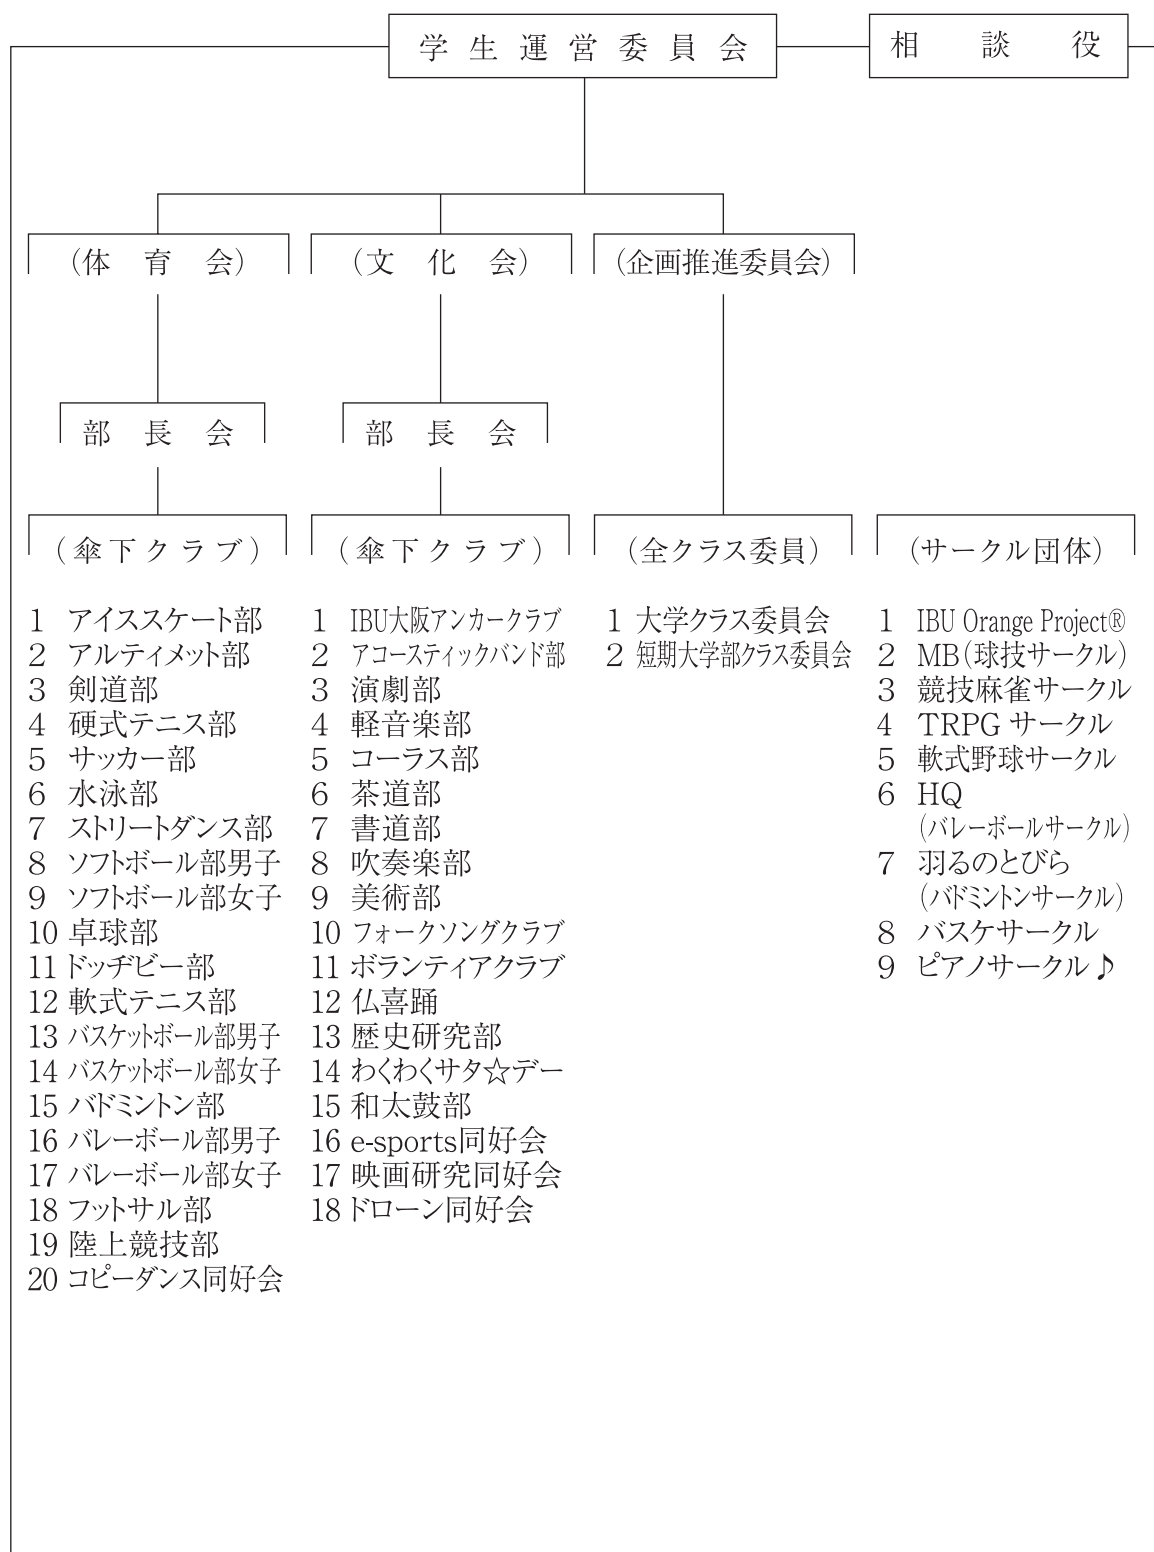 学生運営委員会
相談役
(体育会)
(文化会)
(企画推進委員会)
部長会
部長会
(傘下クラブ)
1 アイススケート部
2 アルティメット部
3 剣道部
4 硬式テニス部
5 サッカー部
6 水泳部
7 ストリートダンス部
8 ソフトボール部男子
9 ソフトボール部女子
10 卓球部
11 ドッヂビー部
12 軟式テニス部
13 バスケットボール部男子
14 バスケットボール部女子
15 バドミントン部
16 バレーボール部男子
17 バレーボール部女子
18 フットサル部
19 陸上競技部
20 コピーダンス同好会
(傘下クラブ)
1 IBU大阪アンカークラブ
2 アコースティックバンド部
3 演劇部
4 軽音楽部
5 コーラス部
6 茶道部
7 書道部
8 吹奏楽部
9 美術部
10 フォークソングクラブ
11 ボランティアクラブ
12 仏喜踊
13 歴史研究部
14 わくわくサタ☆デー
15 和太鼓部
16 e-sports同好会
17 映画研究同好会
18 ドローン同好会
(全クラス委員)
1 大学クラス委員会
2 短期大学部クラス委員会
(サークル団体)
1 IBU Orange Project®
2 MB(球技サークル)
3 競技麻雀サークル
4 TRPG サークル
5 軟式野球サークル
6 HQ
(バレーボールサークル)
7 羽るのとびら
(バドミントンサークル)
8 バスケサークル
9 ピアノサークル♪